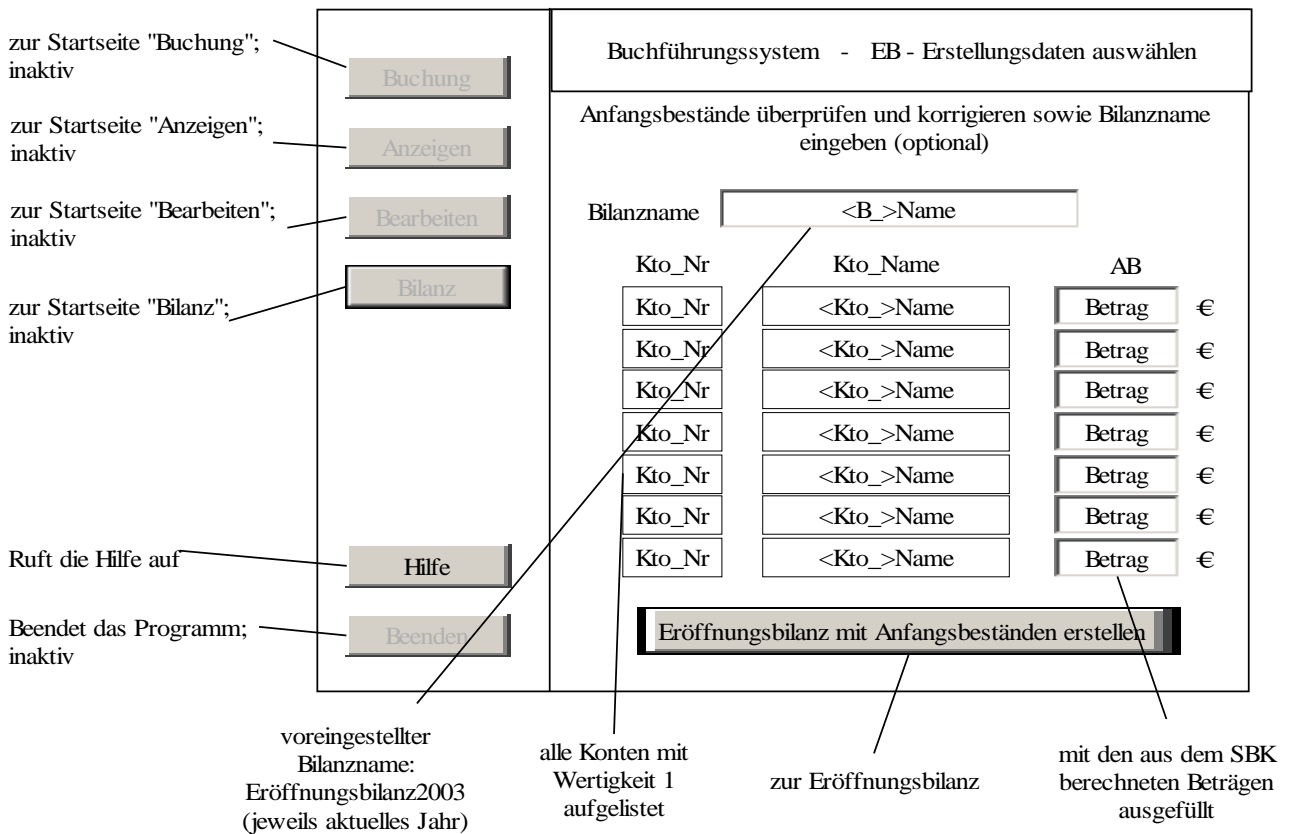 zur Startseite "Buchung";
inaktiv
zur Startseite "Anzeigen";
inaktiv
zur Startseite "Bearbeiten";
inaktiv
zur Startseite "Bilanz";
inaktiv
Ruft die Hilfe auf
Beendet das Programm;
inaktiv
Buchung
Anzeigen
Bearbeiten
Bilanz
Hilfe
Beenden
Buchführungssystem - EB - Erstellungsdaten auswählen
Anfangsbestände überprüfen und korrigieren sowie Bilanzname
eingeben (optional)
Bilanzname <B_>Name
Kto_Nr Kto_Name AB
Kto_Nr <Kto_>Name Betrag €
Kto_Nr <Kto_>Name Betrag €
Kto_Nr <Kto_>Name Betrag €
Kto_Nr <Kto_>Name Betrag €
Kto_Nr <Kto_>Name Betrag €
Kto_Nr <Kto_>Name Betrag €
Kto_Nr <Kto_>Name Betrag €
Eröffnungsbilanz mit Anfangsbeständen erstellen
voreingestellter
Bilanzname:
Eröffnungsbilanz2003
(jeweils aktuelles Jahr)
alle Konten mit
Wertigkeit 1
aufgelistet
zur Eröffnungsbilanz
mit den aus dem SBK
berechneten Beträgen
ausgefüllt